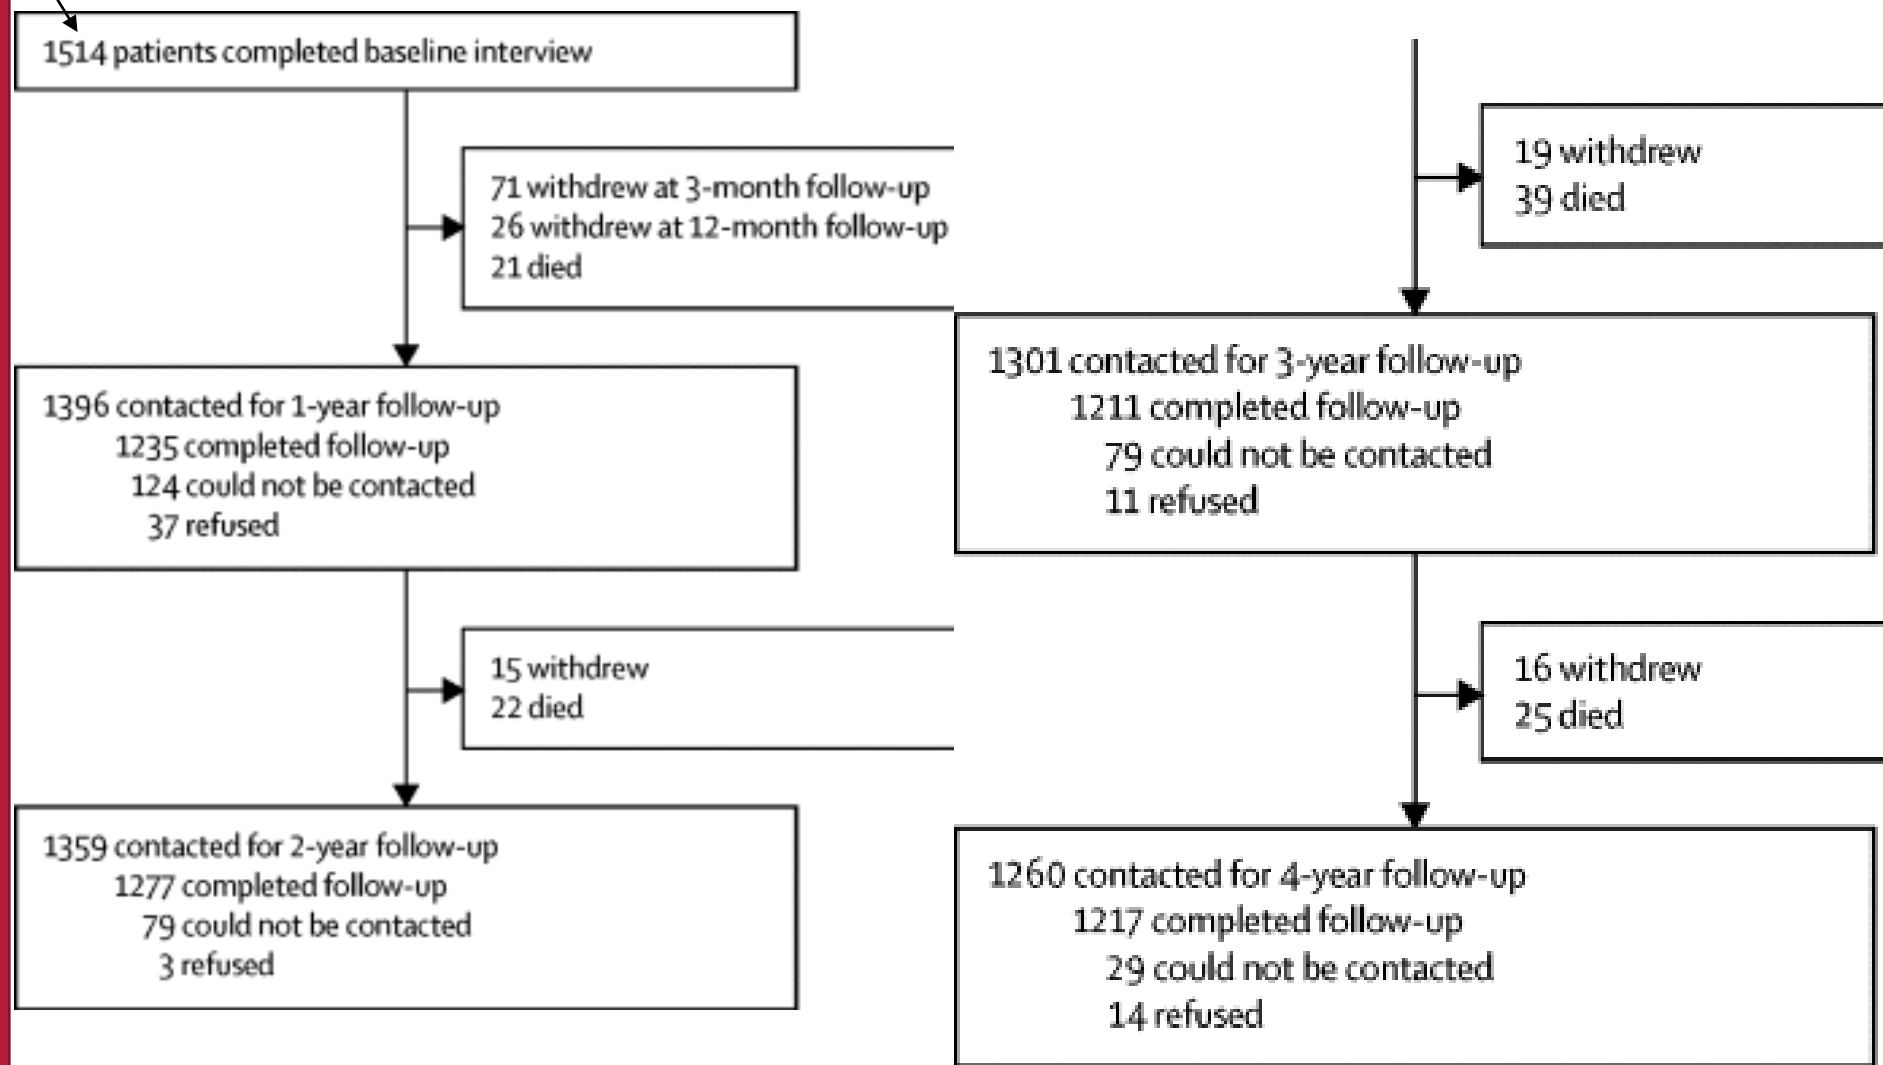 1514 patients completed baseline interview
71 withdrew at 3-month follow-up
26 withdrew at 12-month follow-up
21 died
1396 contacted for 1-year follow-up
1235 completed follow-up
124 could not be contacted
37 refused
15 withdrew
22 died
1359 contacted for 2-year follow-up
1277 completed follow-up
79 could not be contacted
3 refused
19 withdrew
39 died
1301 contacted for 3-year follow-up
1211 completed follow-up
79 could not be contacted
11 refused
16 withdrew
25 died
1260 contacted for 4-year follow-up
1217 completed follow-up
29 could not be contacted
14 refused